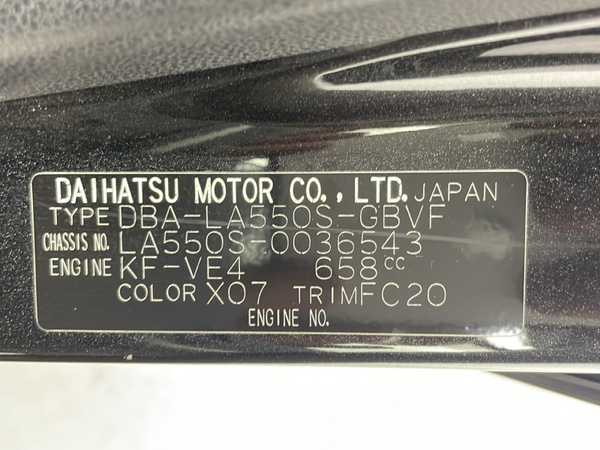 DAIHATSU MOTOR CO., LTD. JAPAN
TYPE DBA-LA550S-GBVF
CHASSIS NO. LA550S-0036543
ENGINE KF-VE4 658cc
COLOR X07 TRIM FC20
ENGINE NO.